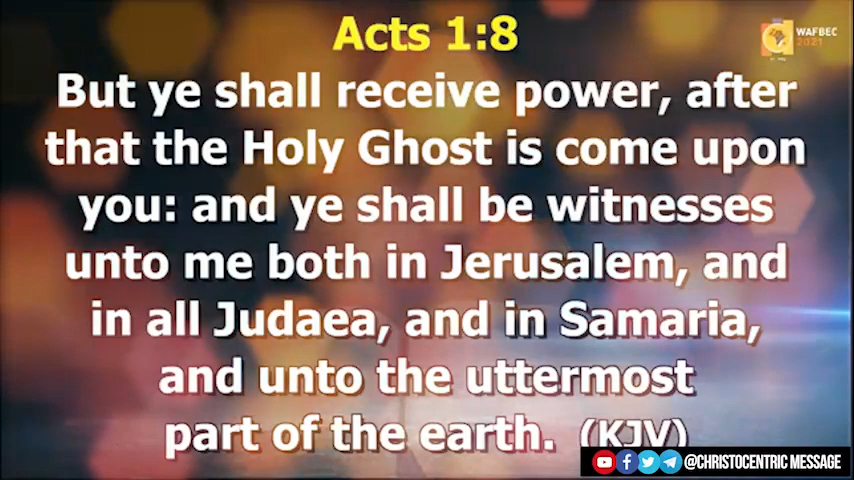 Acts 1:8
WAFBEC
2021
But ye shall receive power, after
that the Holy Ghost is come upon
you: and ye shall be witnesses
unto me both in Jerusalem, and
in all Judaea, and in Samaria,
and unto the uttermost
part of the earth. (KJV)
@CHRISTOCENTRIC MESSAGE